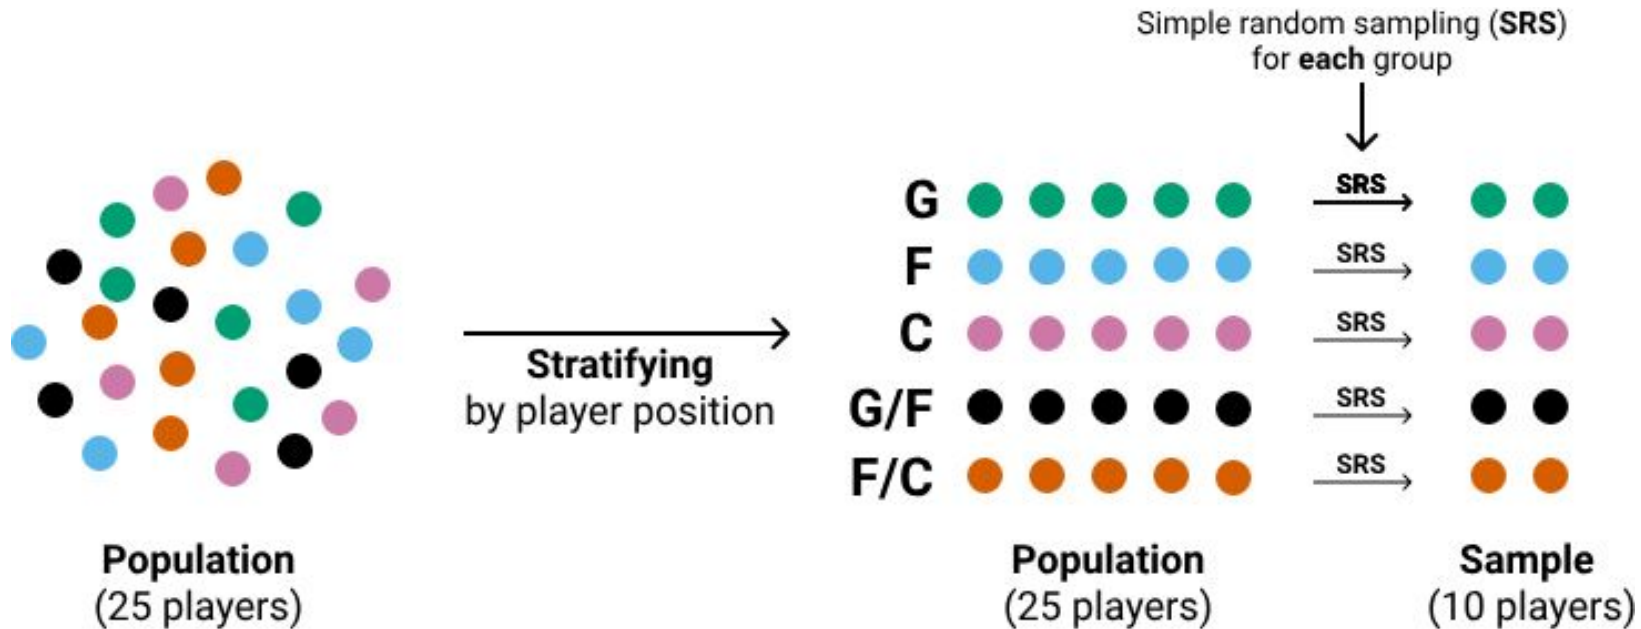 Simple random sampling (SRS)
for each group
Stratifying
by player position
G
SRS
F
SRS
C
SRS
G/F
SRS
F/C
SRS
Population
(25 players)
Population
(25 players)
Sample
(10 players)